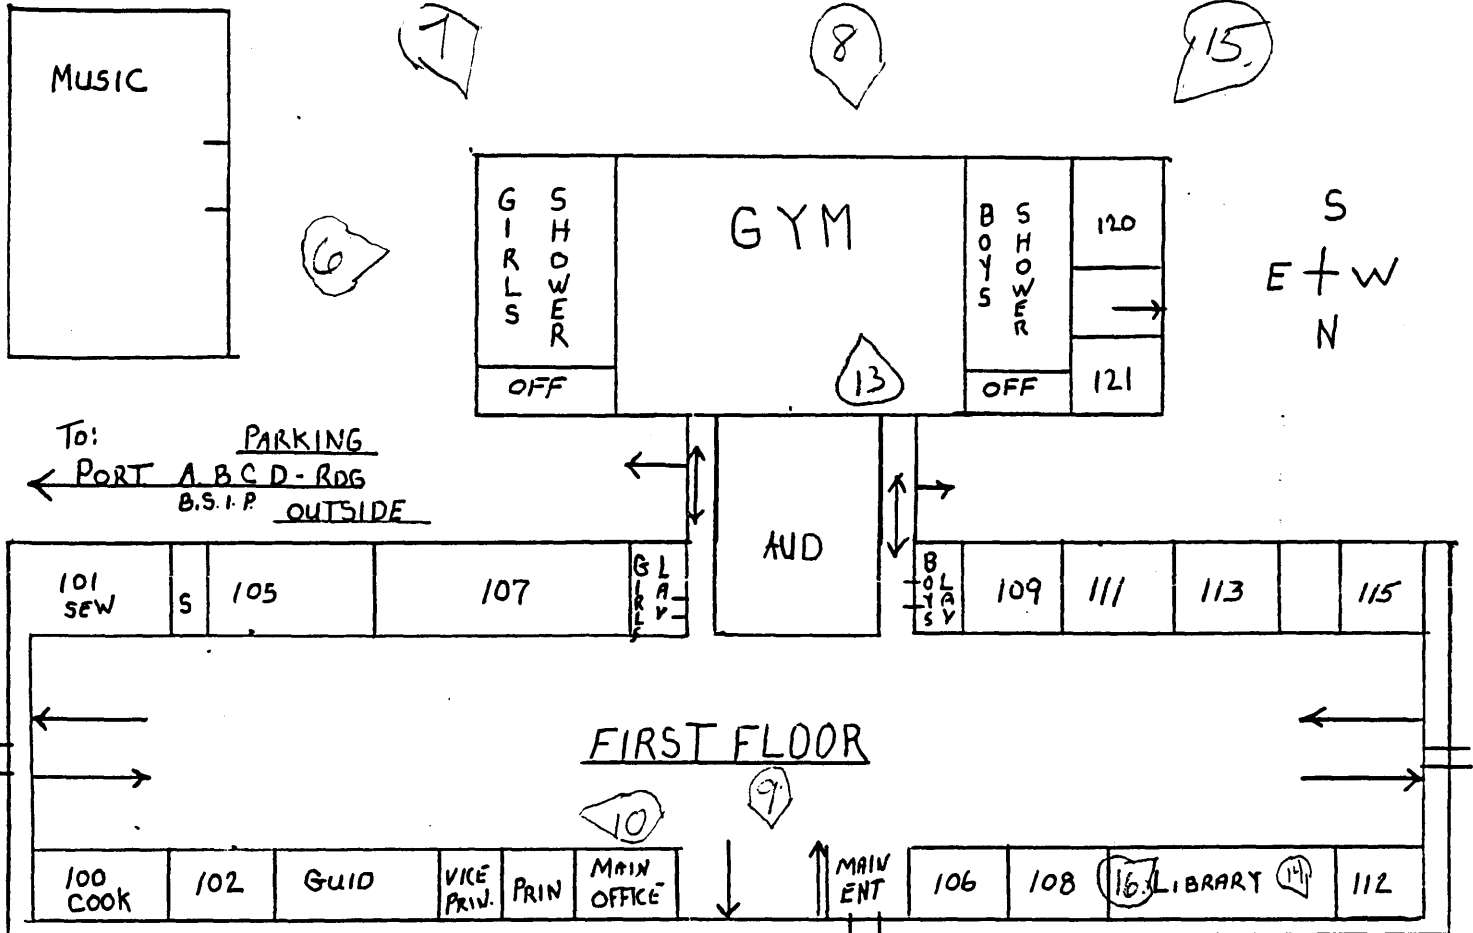 7
8
15.
MUSIC
GIRLS SHOWER
GYM
BOYS SHOWER
120
S
E W
N
6
OFF
13
OFF
121
TO:
PARKING
PORT A.B.C D-RDG
B.S.I.P.
OUTSIDE
AUD
101
SEW
S
105
107
GIRLS LAV
BOYS LAV
109
111
113
115
FIRST FLOOR
9.
10
100
COOK
102
GUID
VICE
PRIN.
PRIN
MAIN
OFFICE
MAIN
ENT
106
108
16.
LIBRARY
14
112